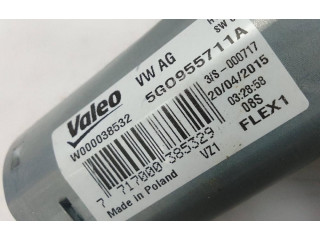 Valeo
VW AG
W000038532
5G0955711A
3/S-000717
20/04/2015
03:28:58
08S
FLEX1
7 717000 385329
VZ1
Made in Poland